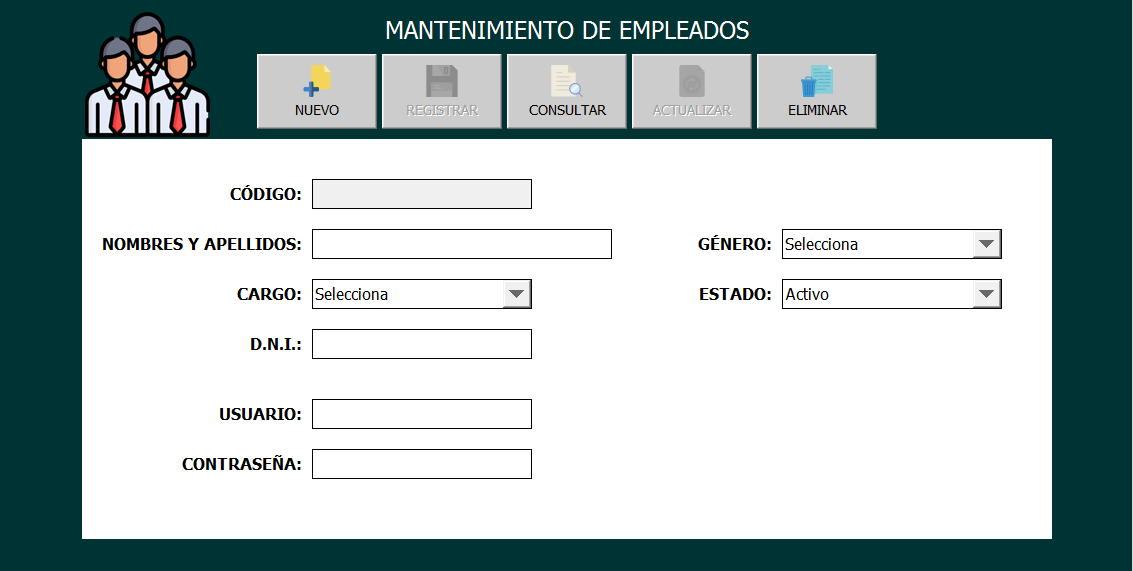 MANTENIMIENTO DE EMPLEADOS
NUEVO REGISTRAR CONSULTAR ACTUALIZAR ELIMINAR
CÓDIGO:
NOMBRES Y APELLIDOS: GÉNERO: Selecciona
CARGO: Selecciona ESTADO: Activo
D.N.I.:
USUARIO:
CONTRASEÑA: